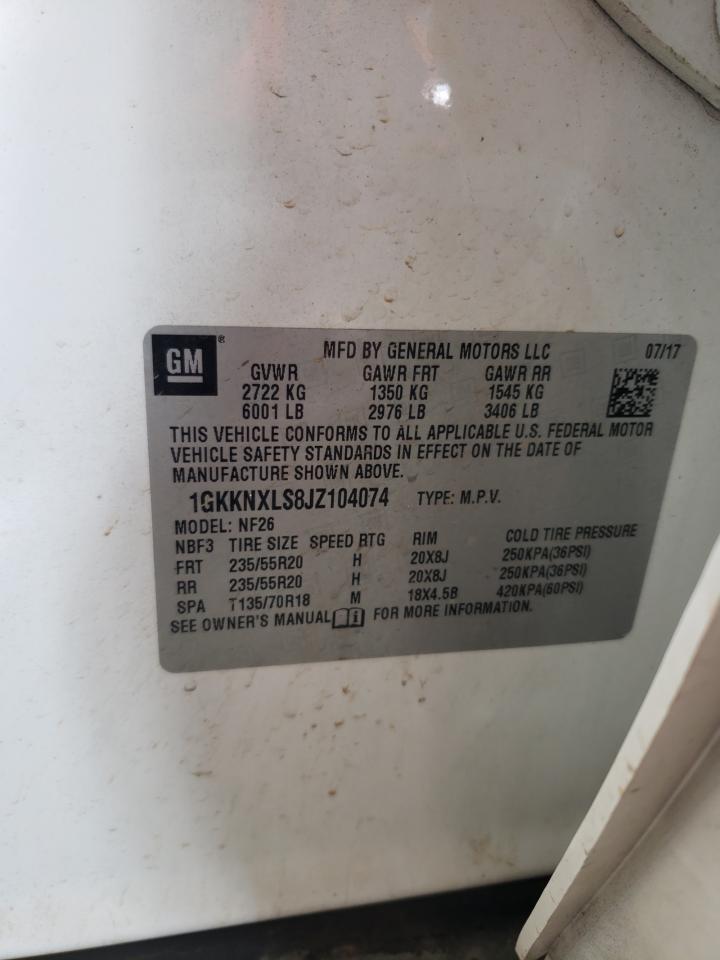 GM®
MFD BY GENERAL MOTORS LLC 07/17
GVWR GAWR FRT GAWR RR
2722 KG 1350 KG 1545 KG
6001 LB 2976 LB 3406 LB
THIS VEHICLE CONFORMS TO ALL APPLICABLE U.S. FEDERAL MOTOR
VEHICLE SAFETY STANDARDS IN EFFECT ON THE DATE OF
MANUFACTURE SHOWN ABOVE.
1GKKNXLS8JZ104074 TYPE: M.P.V.
MODEL: NF26
NBF3 TIRE SIZE SPEED RTG RIM COLD TIRE PRESSURE
FRT 235/55R20 H 20X8J 250KPA(36PSI)
RR 235/55R20 H 20X8J 250KPA(36PSI)
SPA T135/70R18 M 18X4.5B 420KPA(60PSI)
SEE OWNER'S MANUAL FOR MORE INFORMATION.